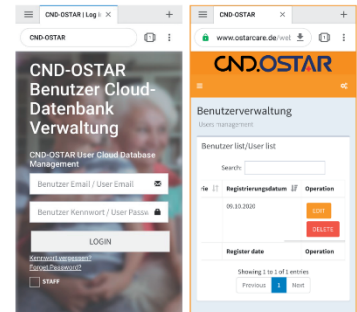 CND-OSTAR | Log i
CND-OSTAR
CND-OSTAR
Benutzer Cloud-
Datenbank
Verwaltung
CND-OSTAR User Cloud Database
Management
Benutzer Email / User Email
Benutzer Kennwort / User Passw
LOGIN
Kennwort vergessen?
Forget Password?
STAFF
CND-OSTAR
www.ostarcare.de/wel
CND.OSTAR
Benutzerverwaltung
Users management
Benutzer list/User list
Search:
rie Registrierungsdatum Operation
09.10.2020
EDIT
DELETE
Register date Operation
Showing 1 to 1 of 1 entries
Previous 1 Next